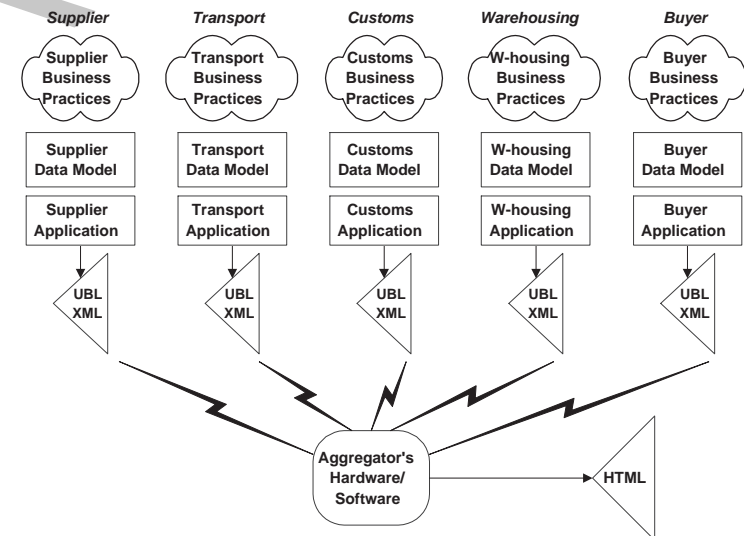 Supplier
Transport
Customs
Warehousing
Buyer
Supplier
Business
Practices
Transport
Business
Practices
Customs
Business
Practices
W-housing
Business
Practices
Buyer
Business
Practices
Supplier
Data Model
Transport
Data Model
Customs
Data Model
W-housing
Data Model
Buyer
Data Model
Supplier
Application
Transport
Application
Customs
Application
W-housing
Application
Buyer
Application
UBL
XML
UBL
XML
UBL
XML
UBL
XML
UBL
XML
Aggregator's
Hardware/
Software
HTML